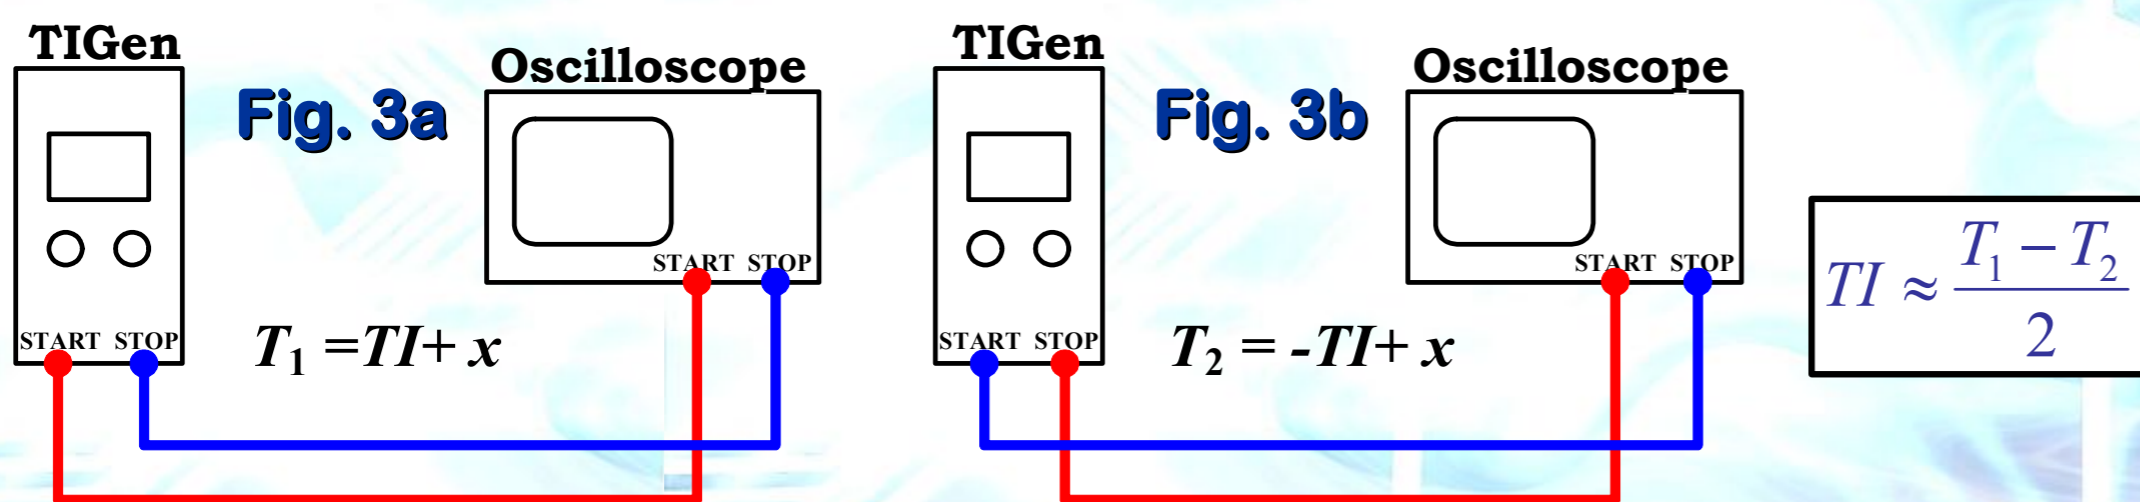 TIGen
Oscilloscope
Fig. 3a
START STOP
START STOP
T₁ =TI+ x
TIGen
Oscilloscope
Fig. 3b
START STOP
START STOP
T₂ = -TI+ x
TI ≈ (T₁ − T₂) / 2